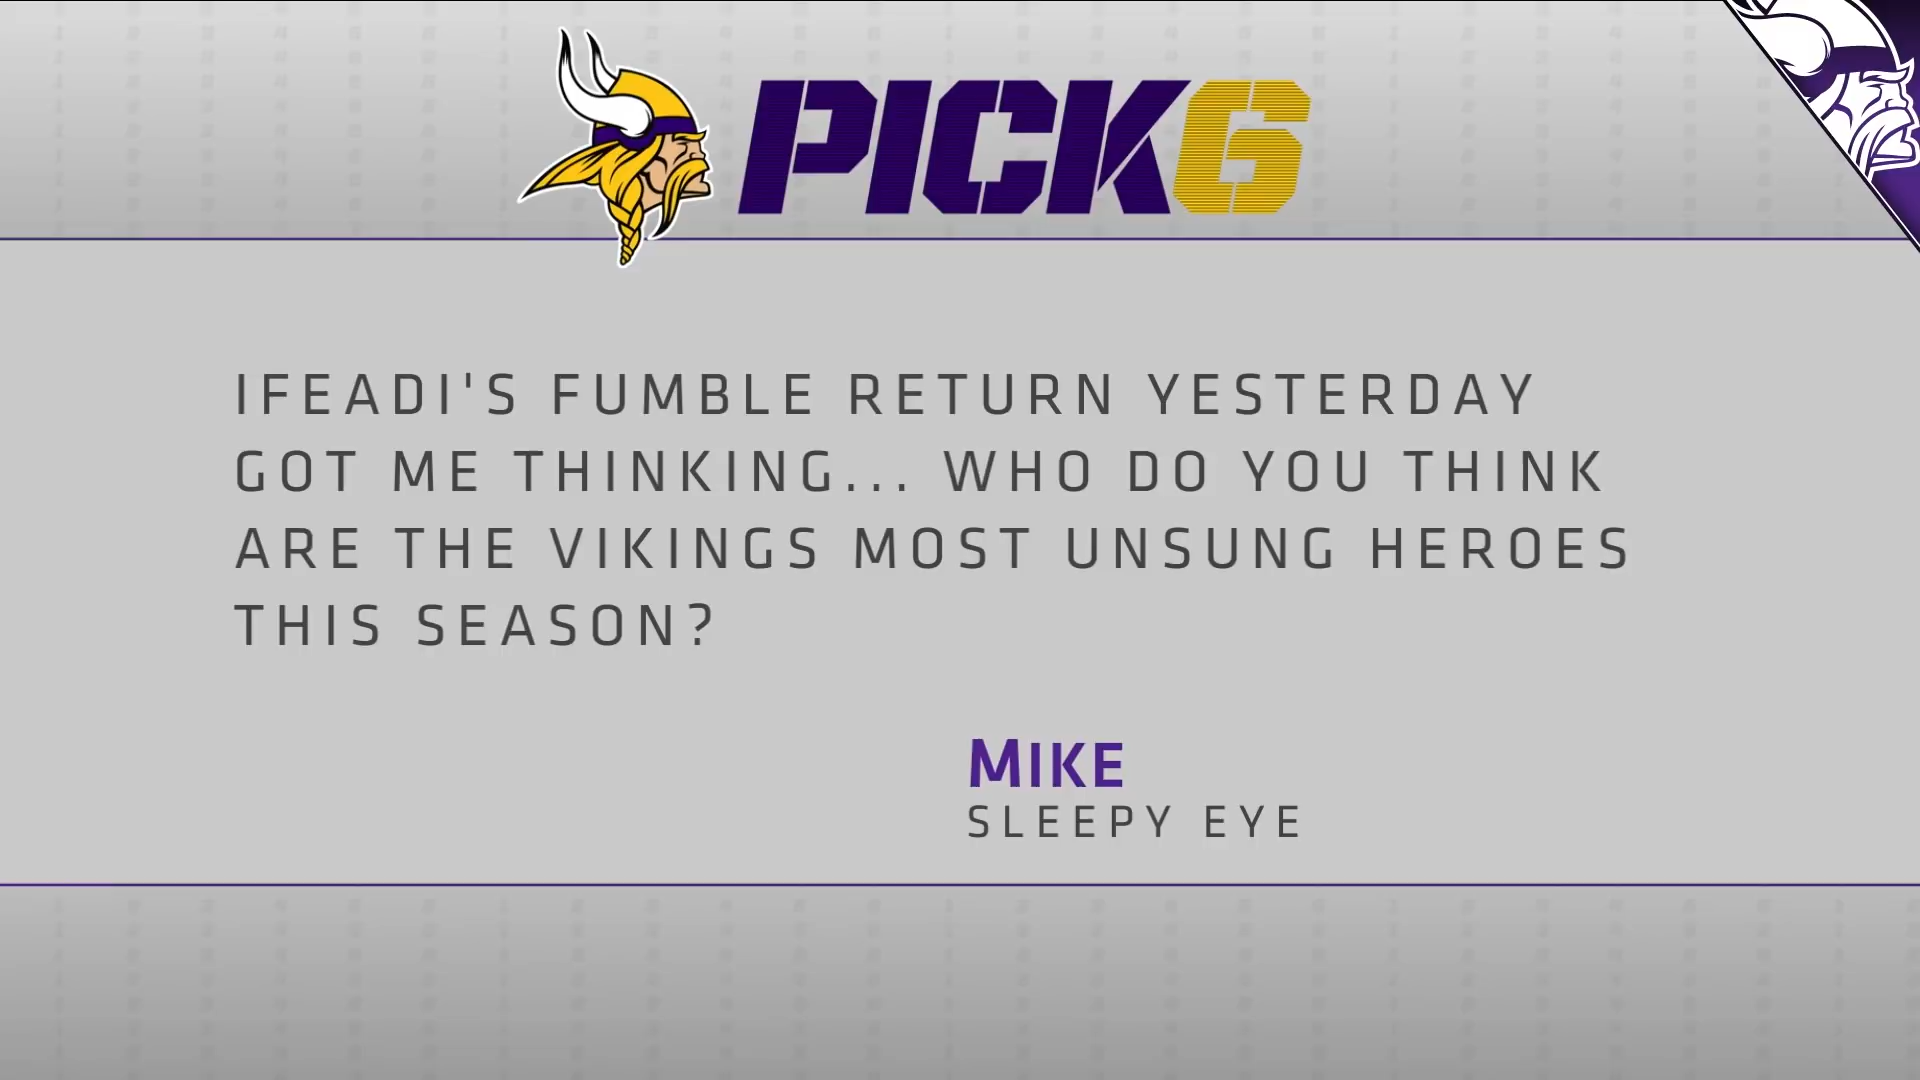 PICK6
IFEADI'S FUMBLE RETURN YESTERDAY
GOT ME THINKING... WHO DO YOU THINK
ARE THE VIKINGS MOST UNSUNG HEROES
THIS SEASON?
MIKE
SLEEPY EYE